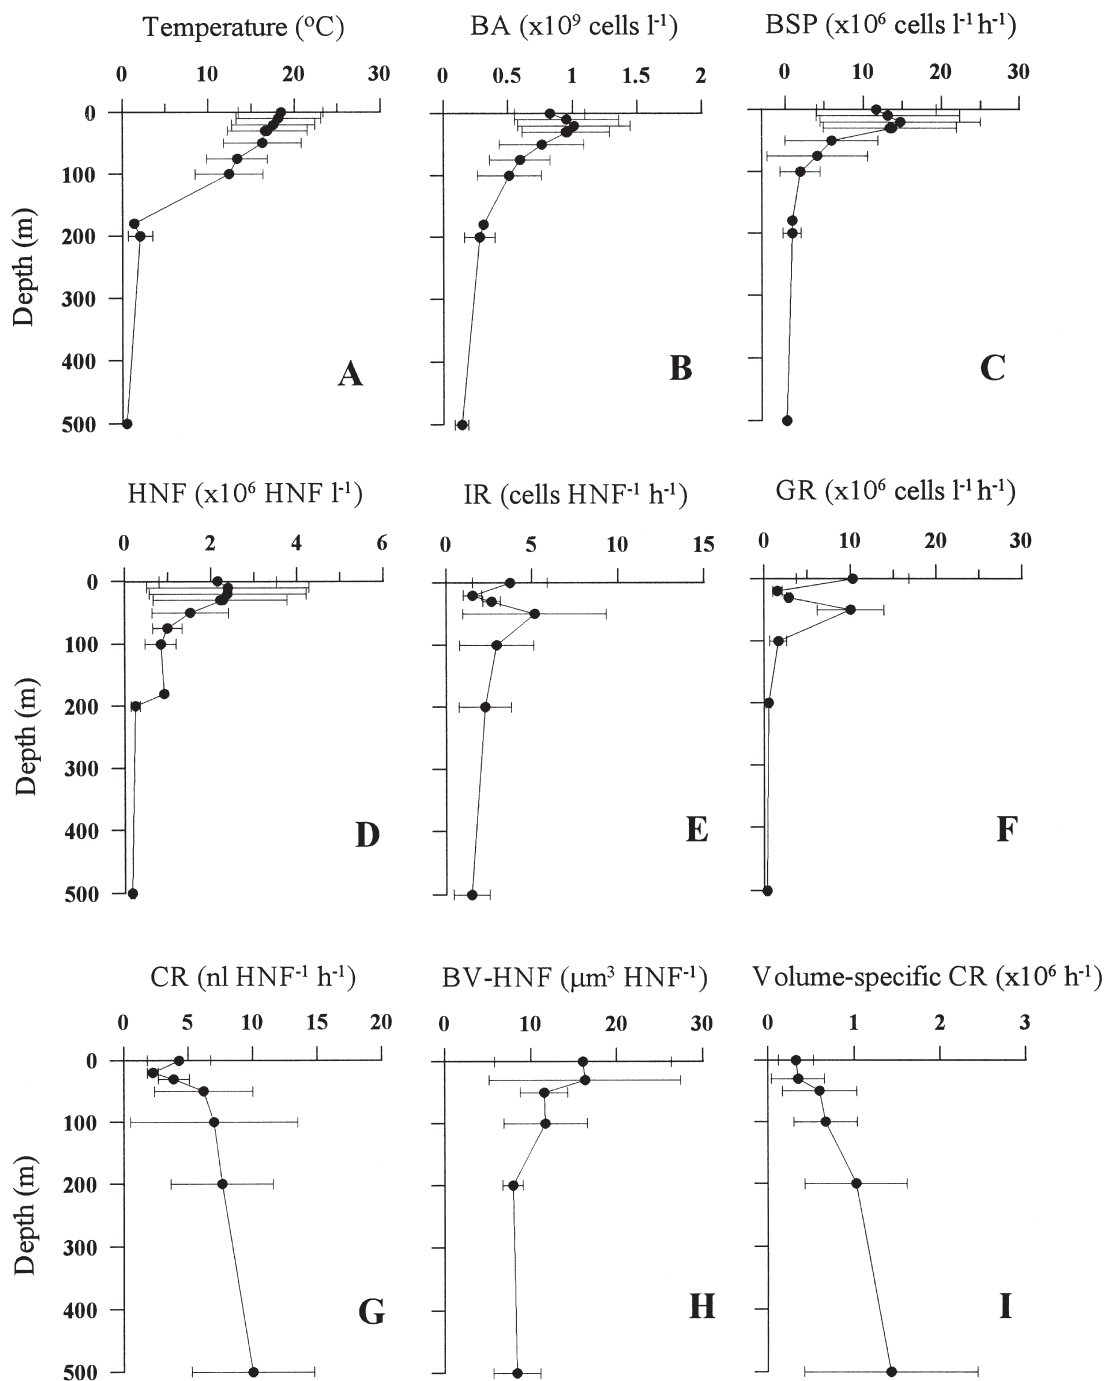 Temperature (ºC) BA (x10⁹ cells l⁻¹) BSP (x10⁶ cells l⁻¹ h⁻¹)
0 10 20 30 0 0.5 1 1.5 2 0 10 20 30
0
100
200
300
400
500
Depth (m)
A B C
HNF (x10⁶ HNF l⁻¹) IR (cells HNF⁻¹ h⁻¹) GR (x10⁶ cells l⁻¹ h⁻¹)
0 2 4 6 0 5 10 15 0 10 20 30
0
100
200
300
400
500
Depth (m)
D E F
CR (nl HNF⁻¹ h⁻¹) BV-HNF (μm³ HNF⁻¹) Volume-specific CR (x10⁶ h⁻¹)
0 5 10 15 20 0 10 20 30 0 1 2 3
0
100
200
300
400
500
Depth (m)
G H I